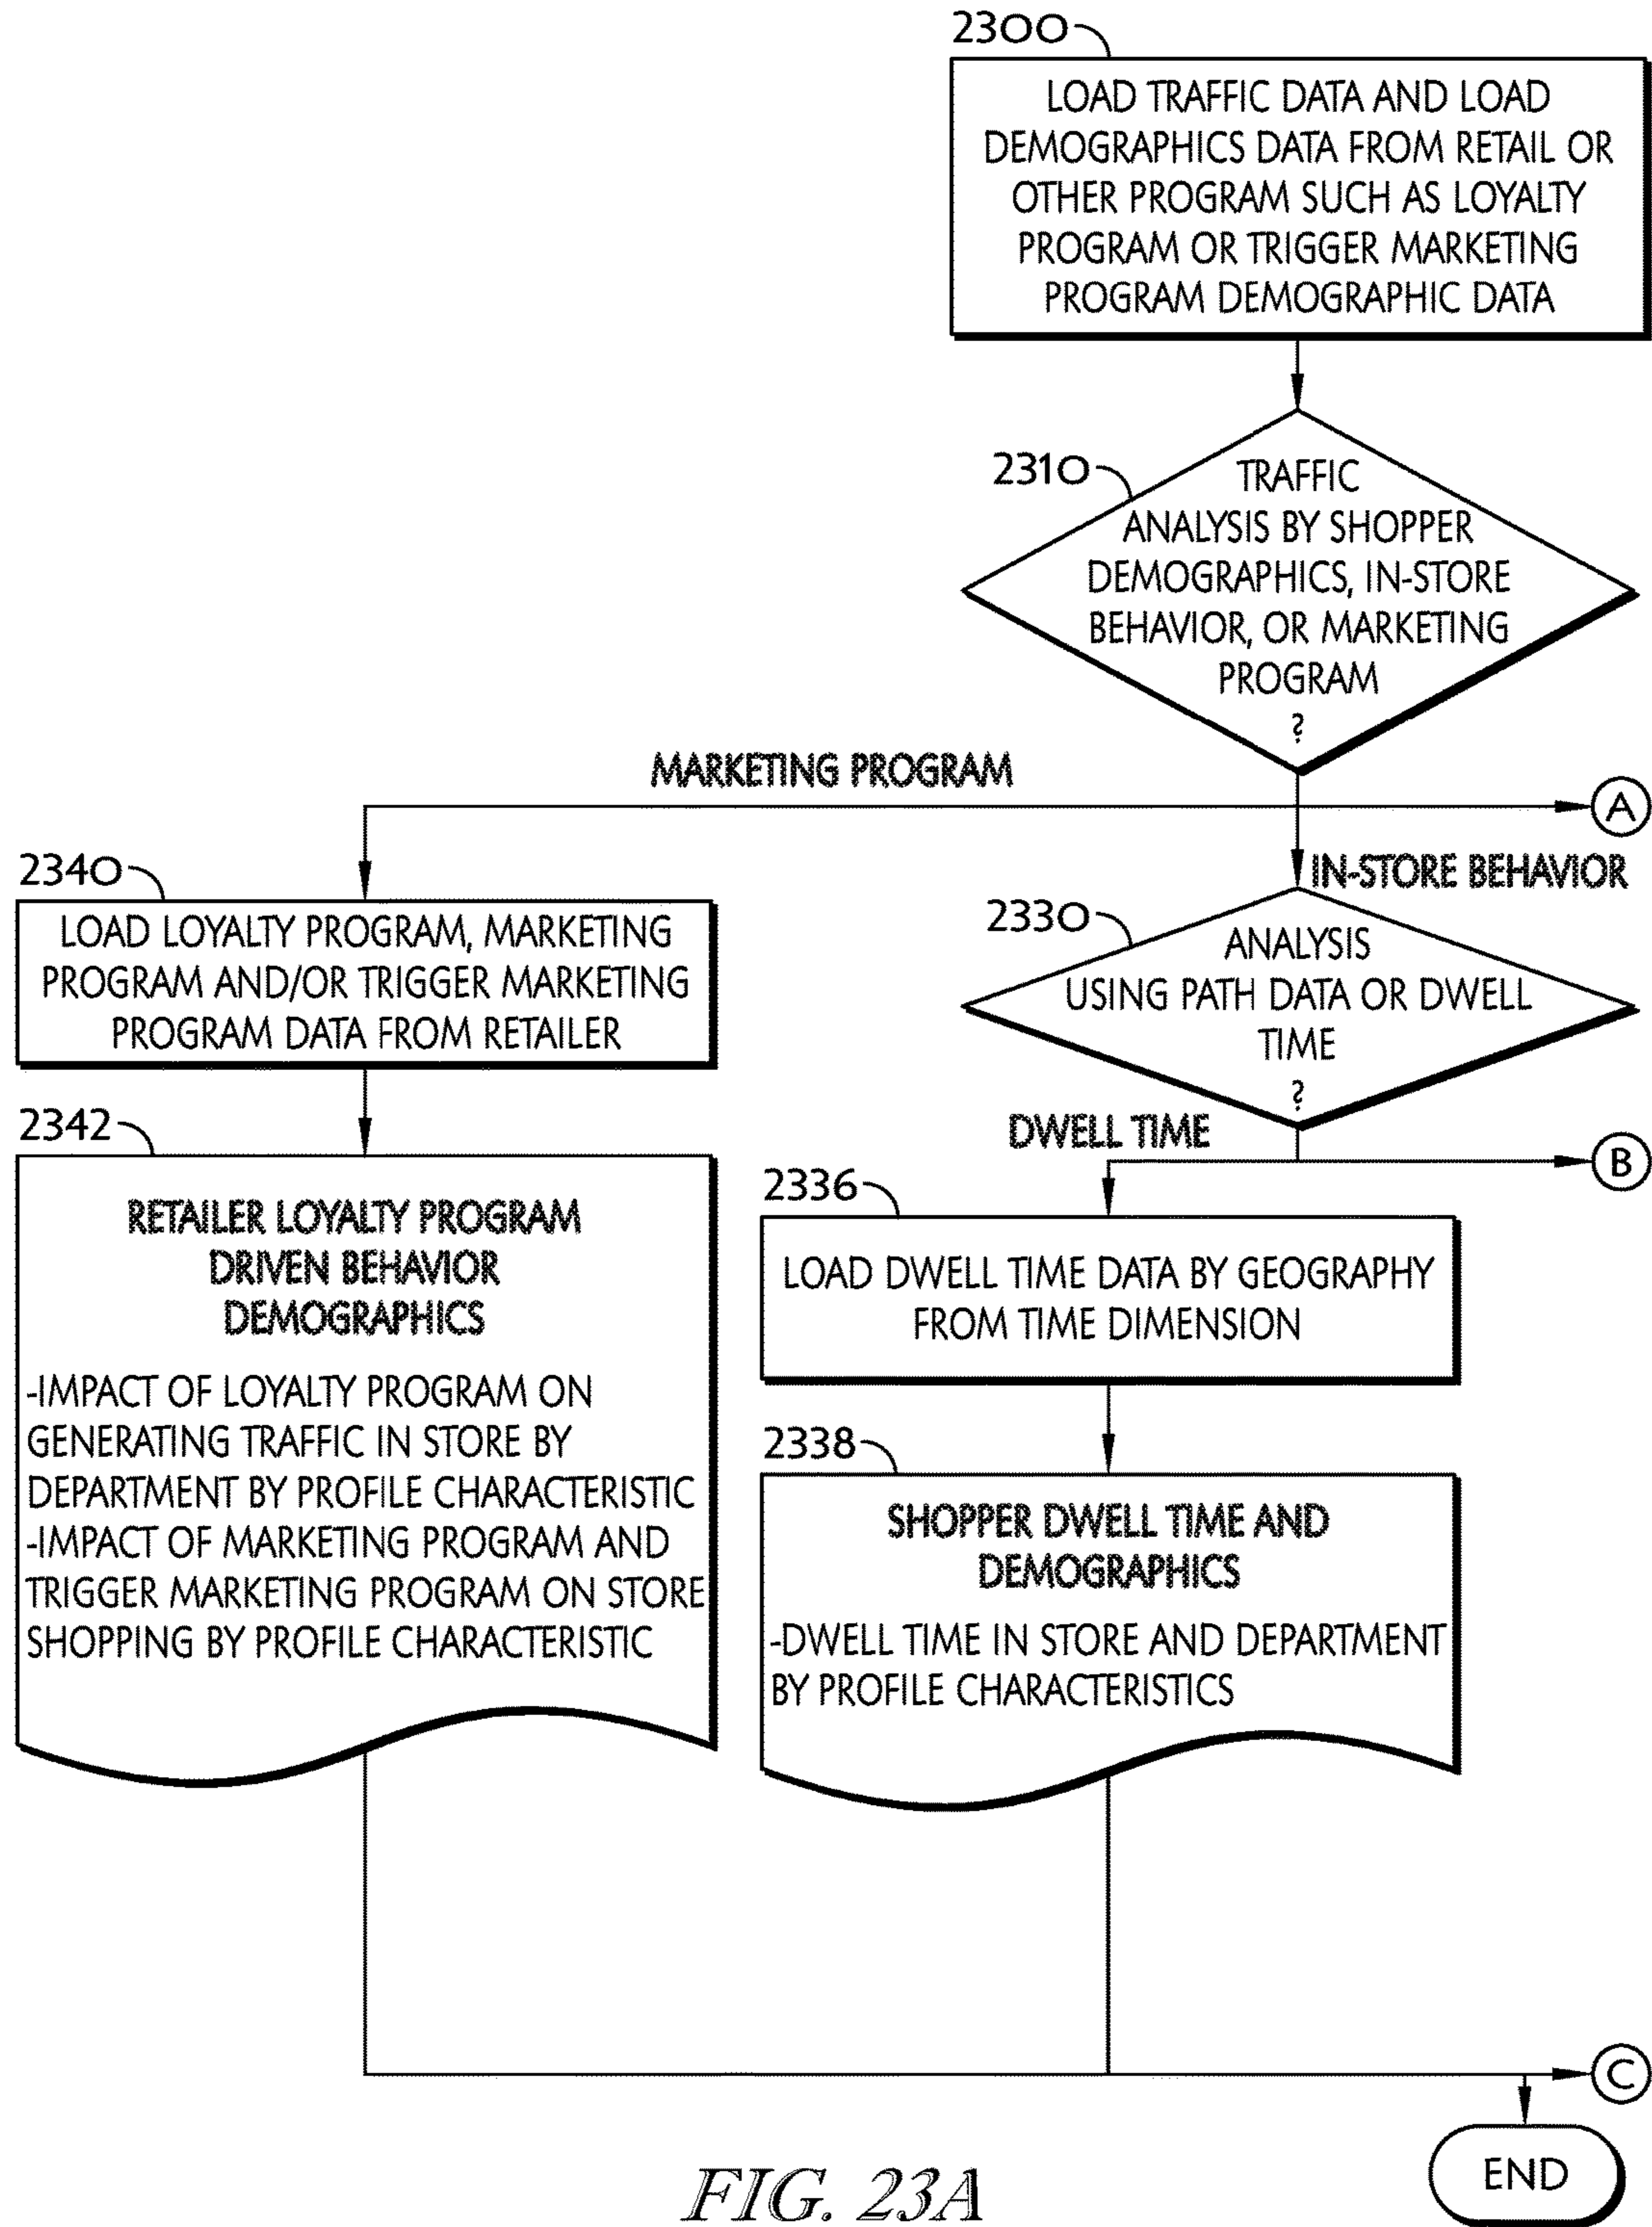 2300
LOAD TRAFFIC DATA AND LOAD
DEMOGRAPHICS DATA FROM RETAIL OR
OTHER PROGRAM SUCH AS LOYALTY
PROGRAM OR TRIGGER MARKETING
PROGRAM DEMOGRAPHIC DATA
2310
TRAFFIC
ANALYSIS BY SHOPPER
DEMOGRAPHICS, IN-STORE
BEHAVIOR, OR MARKETING
PROGRAM
?
MARKETING PROGRAM
A
IN-STORE BEHAVIOR
2340
LOAD LOYALTY PROGRAM, MARKETING
PROGRAM AND/OR TRIGGER MARKETING
PROGRAM DATA FROM RETAILER
2330
ANALYSIS
USING PATH DATA OR DWELL
TIME
?
DWELL TIME
B
2342
RETAILER LOYALTY PROGRAM
DRIVEN BEHAVIOR
DEMOGRAPHICS
-IMPACT OF LOYALTY PROGRAM ON
GENERATING TRAFFIC IN STORE BY
DEPARTMENT BY PROFILE CHARACTERISTIC
-IMPACT OF MARKETING PROGRAM AND
TRIGGER MARKETING PROGRAM ON STORE
SHOPPING BY PROFILE CHARACTERISTIC
2336
LOAD DWELL TIME DATA BY GEOGRAPHY
FROM TIME DIMENSION
2338
SHOPPER DWELL TIME AND
DEMOGRAPHICS
-DWELL TIME IN STORE AND DEPARTMENT
BY PROFILE CHARACTERISTICS
C
END
FIG. 23A